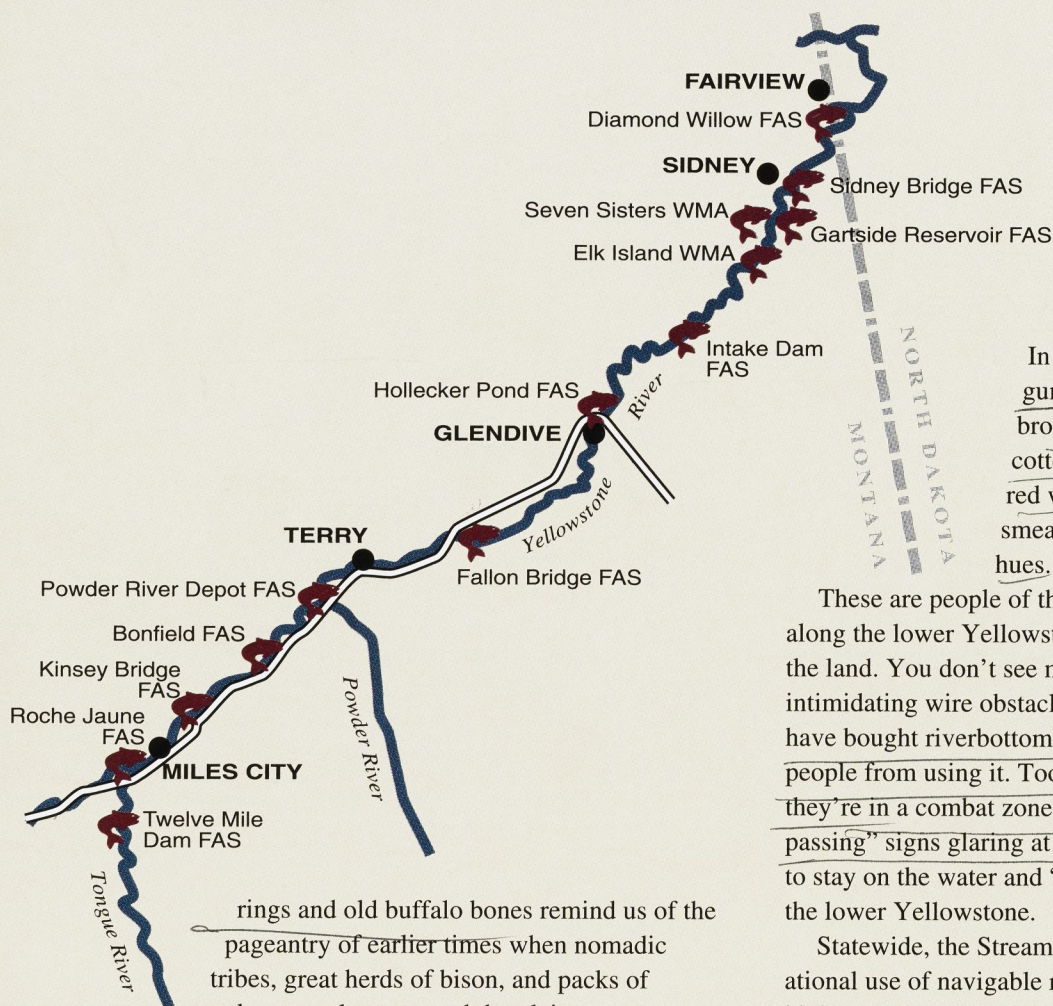 FAIRVIEW
Diamond Willow FAS
SIDNEY
Sidney Bridge FAS
Seven Sisters WMA
Gartside Reservoir FAS
Elk Island WMA
Intake Dam
FAS
Hollecker Pond FAS
River
GLENDIVE
Yellowstone
NORTH DAKOTA
MONTANA
TERRY
Fallon Bridge FAS
Powder River Depot FAS
Bonfield FAS
Kinsey Bridge
FAS
Powder River
Roche Jaune
FAS
MILES CITY
Twelve Mile
Dam FAS
Tongue River
rings and old buffalo bones remind us of the
pageantry of earlier times when nomadic
tribes, great herds of bison, and packs of
In
hues.
These are people of
along the lower
the land. You don’t see
intimidating wire
have bought riverbottom
people from using it.
they’re in a combat zone
passing” signs glaring at
to stay on the water and
the lower Yellowstone.
Statewide, the Stream
ational use of navigable